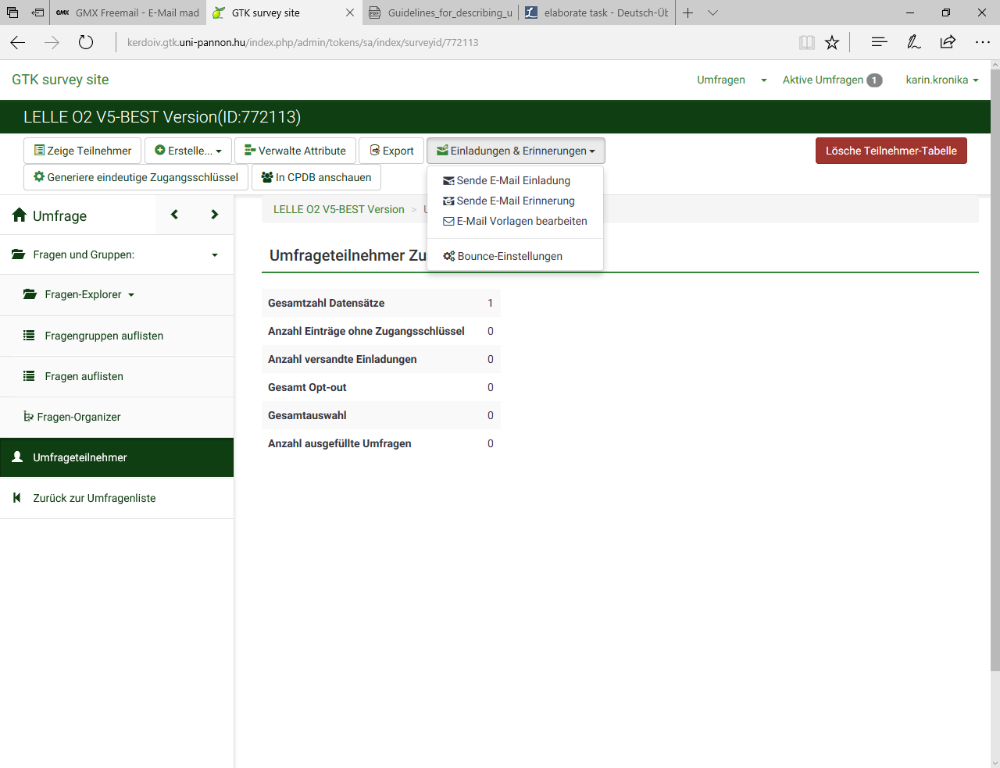 GMX GMX Freemail - E-Mail mad
GTK survey site
Guidelines_for_describing_u
elaborate task - Deutsch-Üb
kerdoiv.gtk.uni-pannon.hu/index.php/admin/tokens/sa/index/surveyid/772113
GTK survey site
Umfragen
Aktive Umfragen 1
karin.kronika
LELLE O2 V5-BEST Version(ID:772113)
Zeige Teilnehmer
Erstelle...
Verwalte Attribute
Export
Einladungen & Erinnerungen
Lösche Teilnehmer-Tabelle
Generiere eindeutige Zugangsschlüssel
In CPDB anschauen
Sende E-Mail Einladung
Sende E-Mail Erinnerung
E-Mail Vorlagen bearbeiten
Bounce-Einstellungen
Umfrage
Fragen und Gruppen:
Fragen-Explorer
Fragengruppen auflisten
Fragen auflisten
Fragen-Organizer
Umfrageteilnehmer
Zurück zur Umfragenliste
LELLE O2 V5-BEST Version >
Umfrageteilnehmer Zu
Gesamtzahl Datensätze 1
Anzahl Einträge ohne Zugangsschlüssel 0
Anzahl versandte Einladungen 0
Gesamt Opt-out 0
Gesamtauswahl 0
Anzahl ausgefüllte Umfragen 0